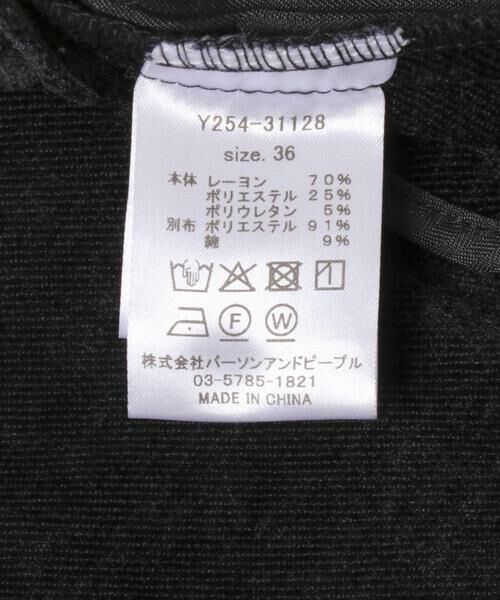 Y254-31128
size. 36
本体 レーヨン 70%
ポリエステル 25%
ポリウレタン 5%
別布 ポリエステル 91%
綿 9%
F W
株式会社パーソンアンドピープル
03-5785-1821
MADE IN CHINA